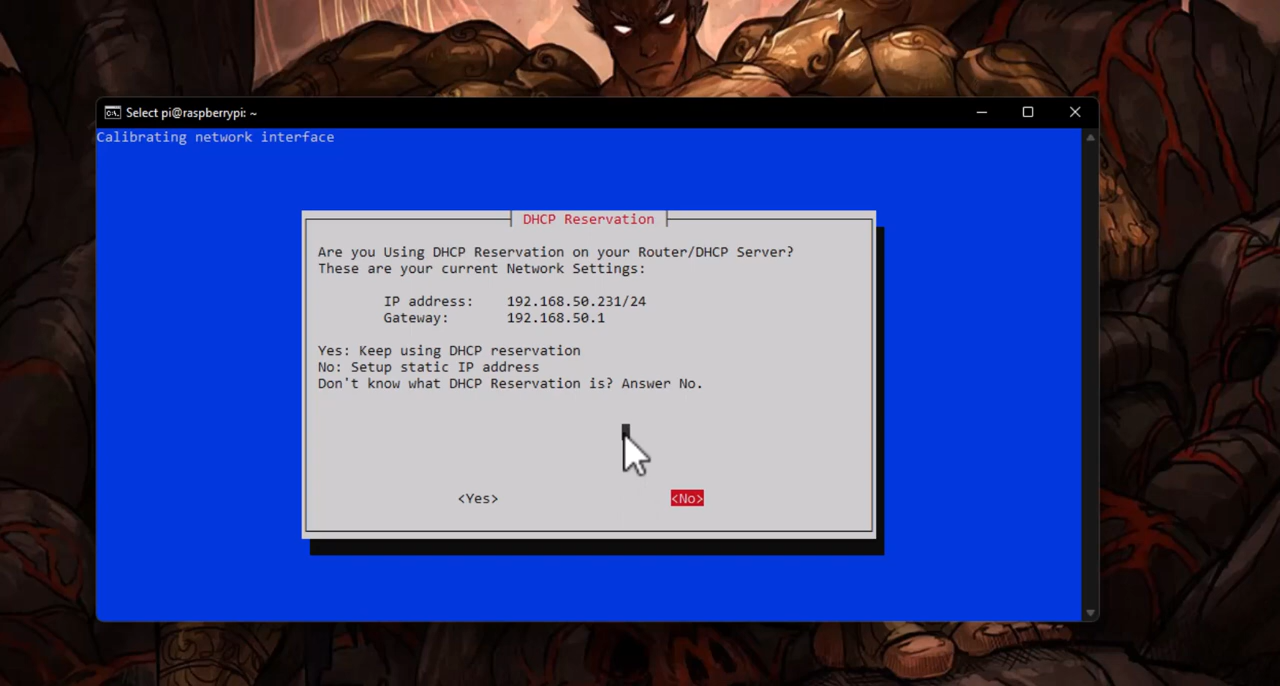 Select pi@raspberrypi: ~
Calibrating network interface
DHCP Reservation
Are you Using DHCP Reservation on your Router/DHCP Server?
These are your current Network Settings:
IP address: 192.168.50.231/24
Gateway: 192.168.50.1
Yes: Keep using DHCP reservation
No: Setup static IP address
Don't know what DHCP Reservation is? Answer No.
<Yes> <No>